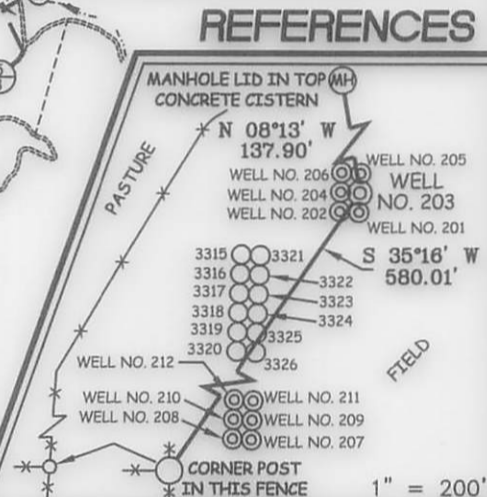 REFERENCES
MANHOLE LID IN TOP
CONCRETE CISTERN
MH
N 08°13' W
137.90'
PASTURE
WELL NO. 205
WELL NO. 206
WELL
NO. 203
WELL NO. 204
WELL NO. 202
WELL NO. 201
S 35°16' W
580.01'
3315
3321
3316
3322
3317
3323
3318
3324
3319
3325
3320
3326
FIELD
WELL NO. 212
WELL NO. 210
WELL NO. 211
WELL NO. 208
WELL NO. 209
WELL NO. 207
CORNER POST
IN THIS FENCE
1" = 200'